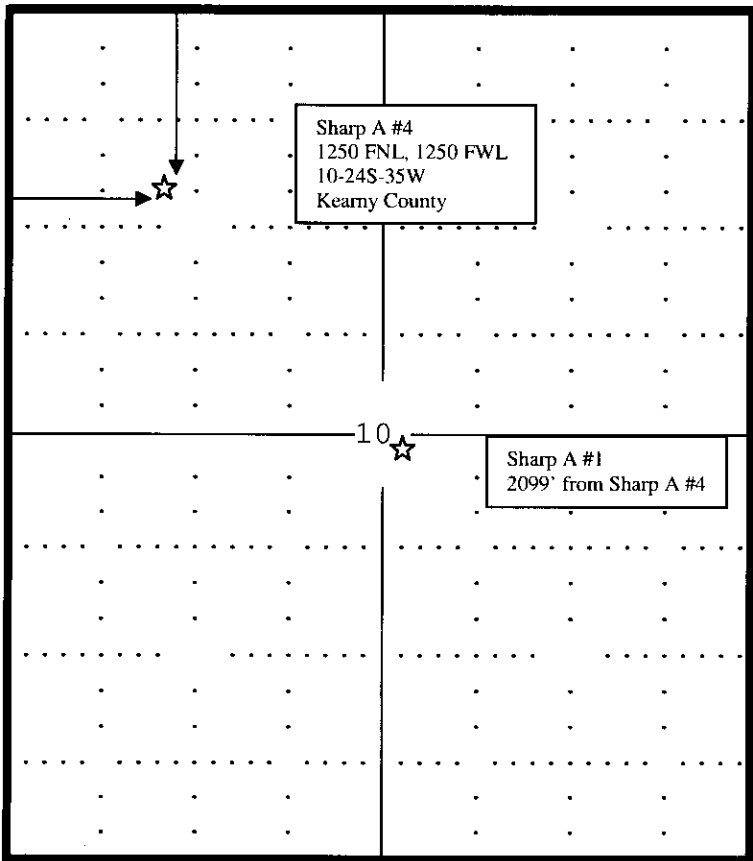 Sharp A #4
1250 FNL, 1250 FWL
10-24S-35W
Kearny County
10
Sharp A #1
2099' from Sharp A #4